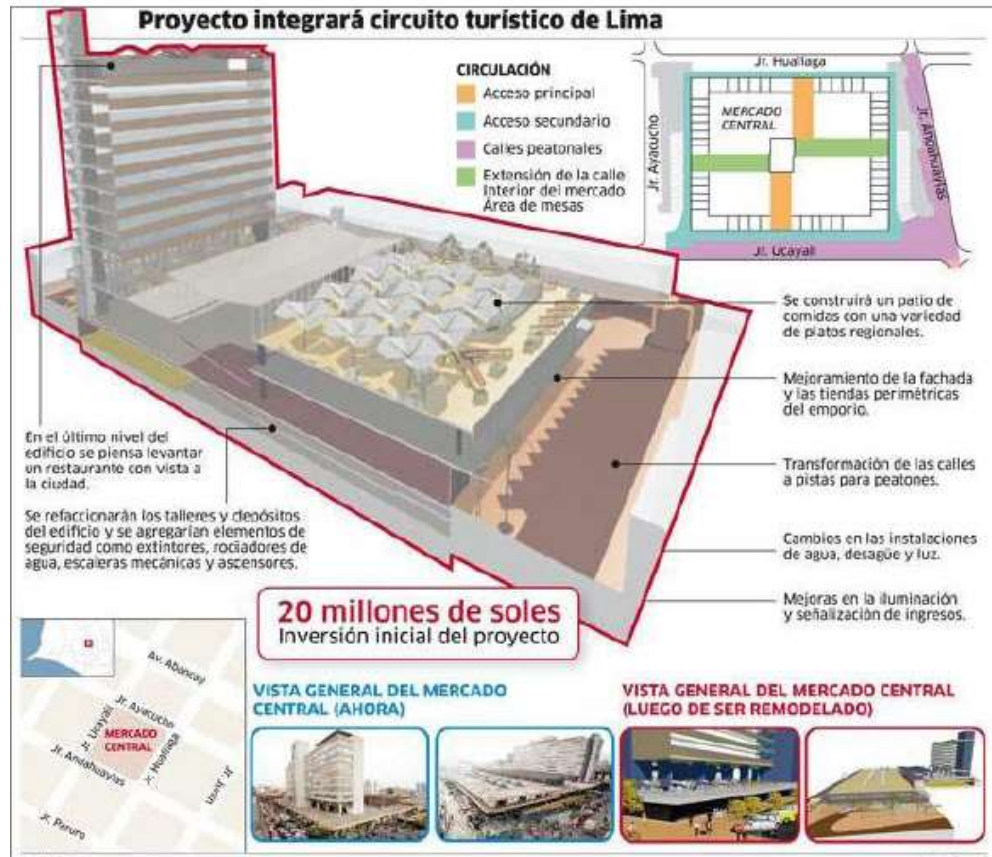 Proyecto integrará circuito turístico de Lima
CIRCULACIÓN
Acceso principal
Acceso secundario
Calles peatonales
Extensión de la calle
Interior del mercado
Área de mesas
Jr. Huallaga
MERCADO
CENTRAL
Jr. Ayacucho
Jr. Andahuaylas
Jr. Ucayali
Se construirá un patio de
comidas con una variedad
de platos regionales.
Mejoramiento de la fachada
y las tiendas perimétricas
del emporio.
Transformación de las calles
a pistas para peatones.
Cambios en las instalaciones
de agua, desagüe y luz.
Mejoras en la iluminación
y señalización de ingresos.
En el último nivel del
edificio se piensa levantar
un restaurante con vista a
la ciudad.
Se refaccionarán los talleres y depósitos
del edificio y se agregarían elementos de
seguridad como extintores, rociadores de
agua, escaleras mecánicas y ascensores.
20 millones de soles
Inversión inicial del proyecto
Av. Abancay
Jr. Ayacucho
Jr. Ucayali
MERCADO
CENTRAL
Jr. Huallaga
Jr. Andahuaylas
Jr. Junín
Jr. Paruro
VISTA GENERAL DEL MERCADO
CENTRAL (AHORA)
VISTA GENERAL DEL MERCADO CENTRAL
(LUEGO DE SER REMODELADO)